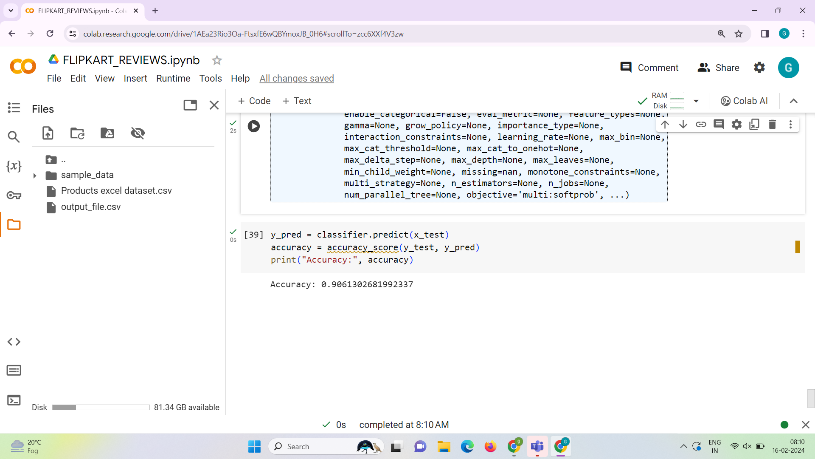 FLIPKART_REVIEWS.ipynb - Col
colab.research.google.com/drive/1AEa23Rio3Oa-FtsxJE6wQBYmoxJB_0H6#scrollTo=zcc6XXf4V3zw
FLIPKART_REVIEWS.ipynb
File Edit View Insert Runtime Tools Help All changes saved
Comment Share G
Files
+ Code + Text
RAM
Disk
Colab AI
..
sample_data
Products excel dataset.csv
output_file.csv
2s
enable_categorical=False, eval_metric=None, feature_types=None,
gamma=None, grow_policy=None, importance_type=None,
interaction_constraints=None, learning_rate=None, max_bin=None,
max_cat_threshold=None, max_cat_to_onehot=None,
max_delta_step=None, max_depth=None, max_leaves=None,
min_child_weight=None, missing=nan, monotone_constraints=None,
multi_strategy=None, n_estimators=None, n_jobs=None,
num_parallel_tree=None, objective='multi:softprob', ...)
0s
[39] y_pred = classifier.predict(x_test)
accuracy = accuracy_score(y_test, y_pred)
print("Accuracy:", accuracy)
Accuracy: 0.9061302681992337
Disk 81.34 GB available
0s completed at 8:10 AM
20°C
Fog
Search
ENG
IN
08:10
16-02-2024